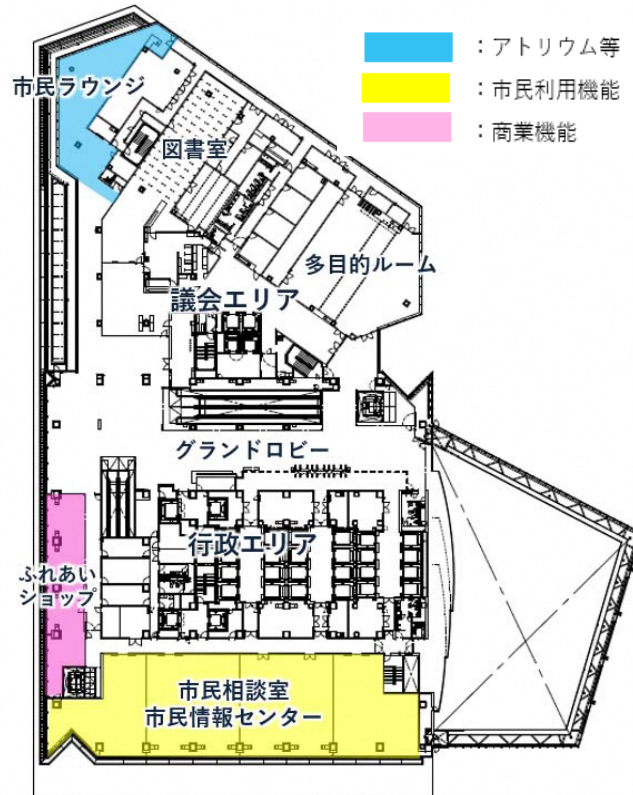 ：アトリウム等
：市民利用機能
：商業機能
市民ラウンジ
図書室
多目的ルーム
議会エリア
グランドロビー
行政エリア
ふれあい
ショップ
市民相談室
市民情報センター